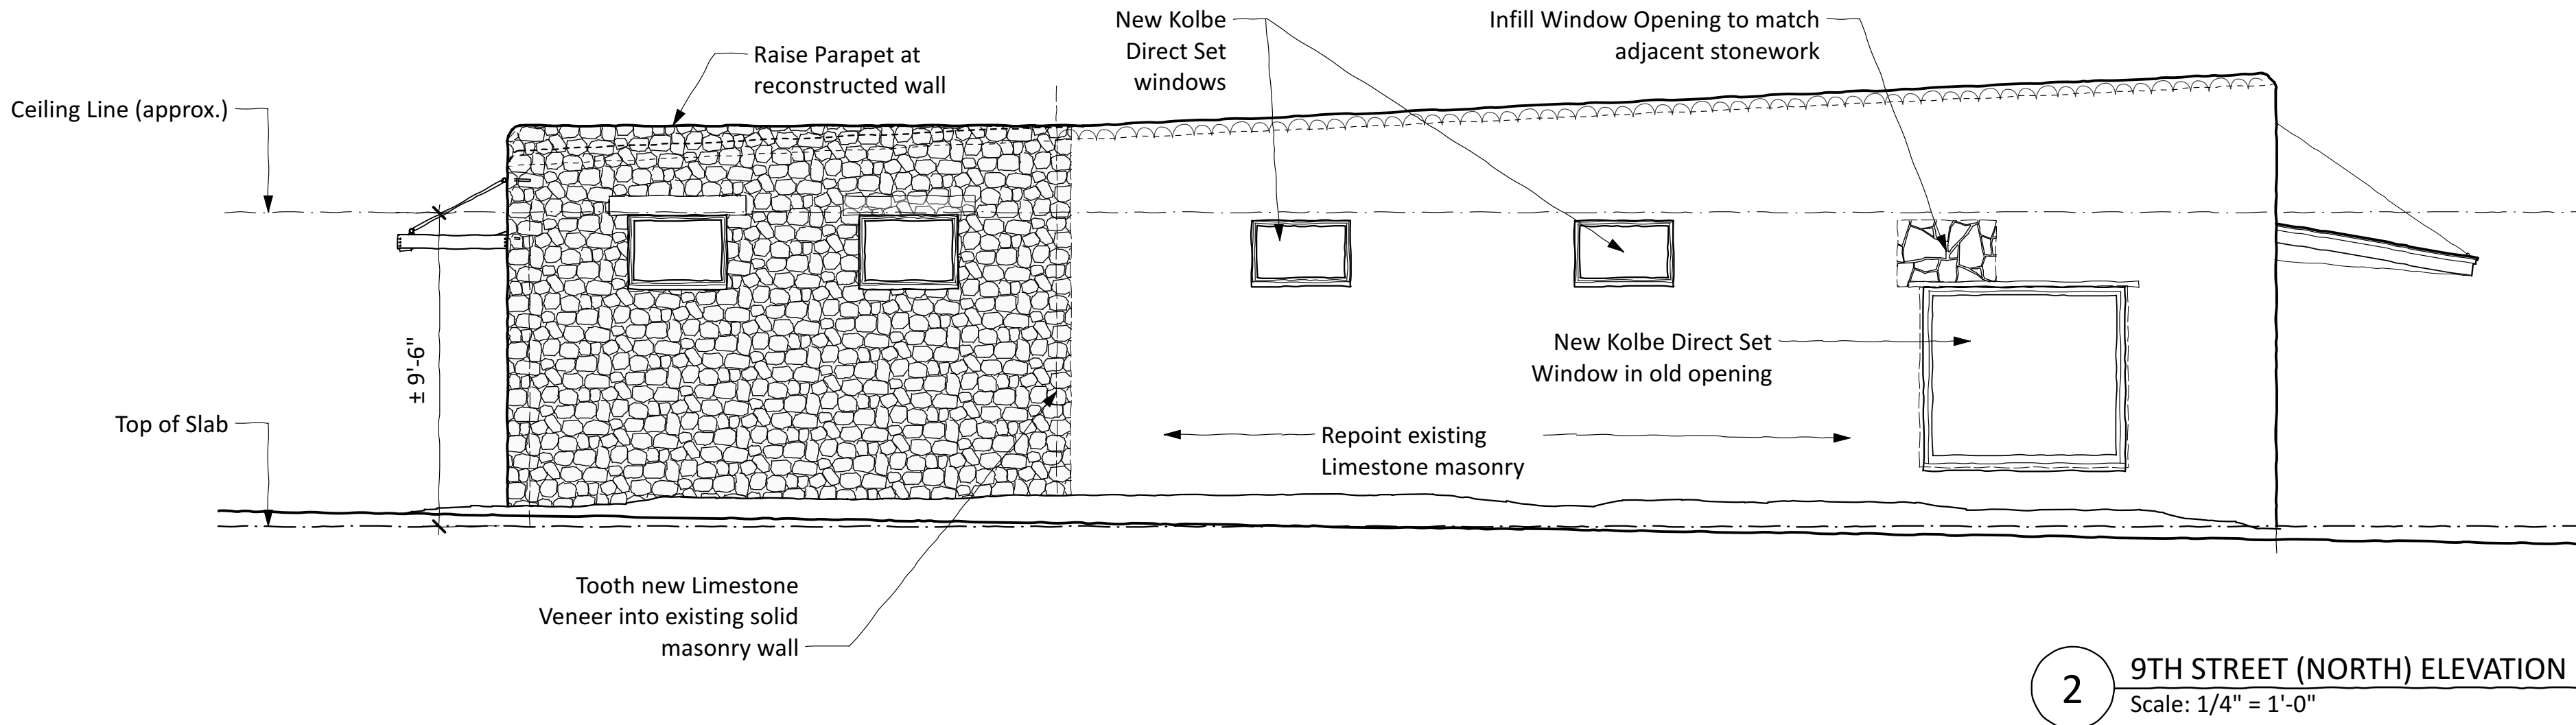 New Kolbe
Direct Set
windows
Infill Window Opening to match
adjacent stonework
Raise Parapet at
reconstructed wall
Ceiling Line (approx.)
± 9'-6"
New Kolbe Direct Set
Window in old opening
Top of Slab
Repoint existing
Limestone masonry
Tooth new Limestone
Veneer into existing solid
masonry wall
2
9TH STREET (NORTH) ELEVATION
Scale: 1/4" = 1'-0"